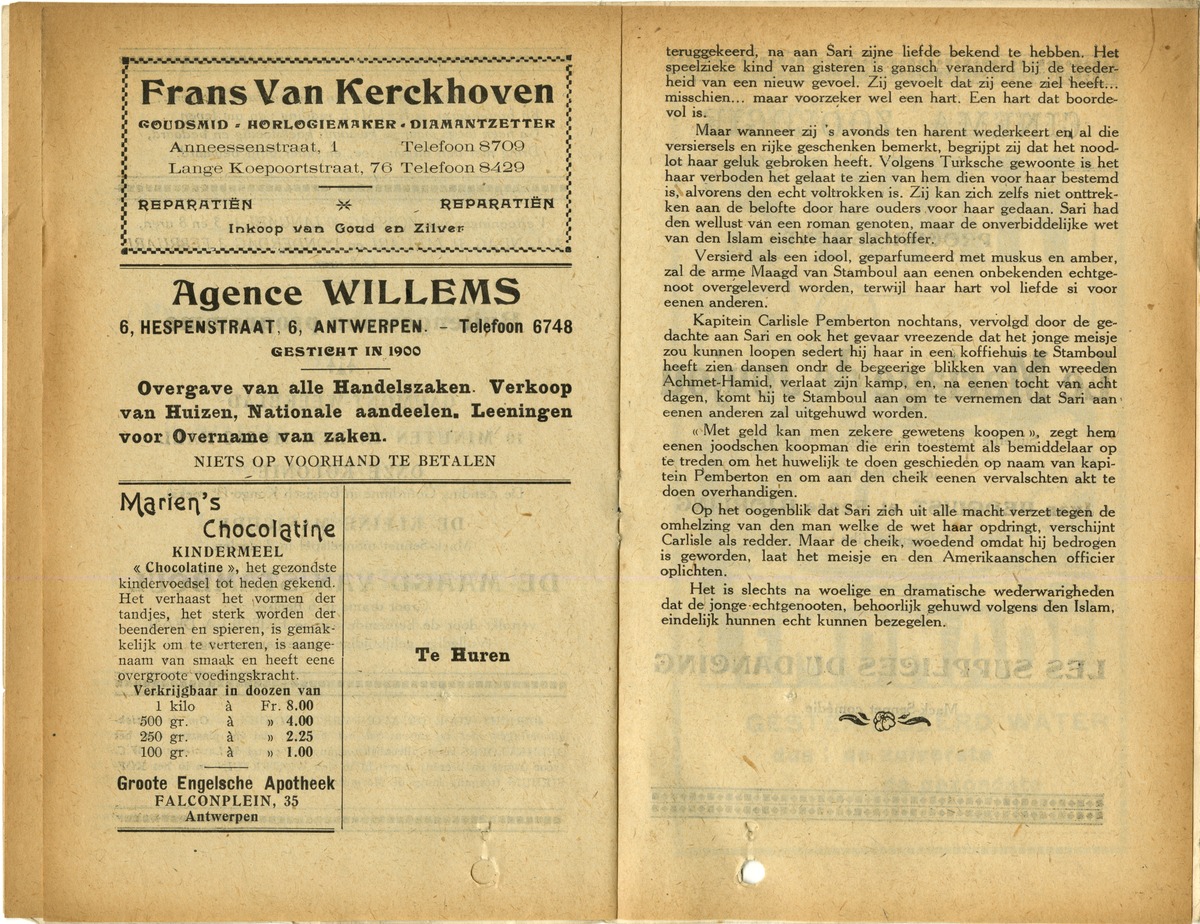 Frans Van Kerckhoven
GOUDSMID - HORLOGIEMAKER - DIAMANTZETTER
Anneessenstraat, 1 Telefoon 8709
Lange Koepoortstraat, 76 Telefoon 8429
REPARATIËN REPARATIËN
Inkoop van Goud en Zilver
Agence WILLEMS
6, HESPENSTRAAT, 6, ANTWERPEN. - Telefoon 6748
GESTICHT IN 1900
Overgave van alle Handelszaken. Verkoop
van Huizen, Nationale aandeelen. Leeningen
voor Overname van zaken.
NIETS OP VOORHAND TE BETALEN
Marien's
Chocolatine
KINDERMEEL
« Chocolatine », het gezondste
kindervoedsel tot heden gekend.
Het verhaast het vormen der
tandjes, het sterk worden der
beenderen en spieren, is gemak-
kelijk om te verteren, is aange-
naam van smaak en heeft eene
overgroote voedingskracht.
Verkrijgbaar in doozen van
1 kilo à Fr. 8.00
500 gr. à » 4.00
250 gr. à » 2.25
100 gr. à » 1.00
Groote Engelsche Apotheek
FALCONPLEIN, 35
Antwerpen
Te Huren
teruggekeerd, na aan Sari zijne liefde bekend te hebben. Het
speelzieke kind van gisteren is gansch veranderd bij de teeder-
heid van een nieuw gevoel. Zij gevoelt dat zij eene ziel heeft...
misschien... maar voorzeker wel een hart. Een hart dat boorde-
vol is.
Maar wanneer zij 's avonds ten harent wederkeert en al die
versiersels en rijke geschenken bemerkt, begrijpt zij dat het nood-
lot haar geluk gebroken heeft. Volgens Turksche gewoonte is het
haar verboden het gelaat te zien van hem dien voor haar bestemd
is, alvorens den echt voltrokken is. Zij kan zich zelfs niet onttrek-
ken aan de belofte door hare ouders voor haar gedaan. Sari had
den wellust van een roman genoten, maar de onverbiddelijke wet
van den Islam eischte haar slachtoffer.
Versierd als een idool, geparfumeerd met muskus en amber,
zal de arme Maagd van Stamboul aan eenen onbekenden echtge-
noot overgeleverd worden, terwijl haar hart vol liefde si voor
eenen anderen.
Kapitein Carlisle Pemberton nochtans, vervolgd door de ge-
dachte aan Sari en ook het gevaar vreezende dat het jonge meisje
zou kunnen loopen sedert hij haar in een koffiehuis te Stamboul
heeft zien dansen ondr de begeerige blikken van den wreeden
Achmet-Hamid, verlaat zijn kamp, en, na eenen tocht van acht
dagen, komt hij te Stamboul aan om te vernemen dat Sari aan
eenen anderen zal uitgehuwd worden.
« Met geld kan men zekere gewetens koopen », zegt hem
eenen joodschen koopman die erin toestemt als bemiddelaar op
te treden om het huwelijk te doen geschieden op naam van kapi-
tein Pemberton en om aan den cheik eenen vervalschten akt te
doen overhandigen.
Op het oogenblik dat Sari zich uit alle macht verzet tegen de
omhelzing van den man welke de wet haar opdringt, verschijnt
Carlisle als redder. Maar de cheik, woedend omdat hij bedrogen
is geworden, laat het meisje en den Amerikaanschen officier
oplichten.
Het is slechts na woelige en dramatische wederwarigheden
dat de jonge echtgenooten, behoorlijk gehuwd volgens den Islam,
eindelijk hunnen echt kunnen bezegelen.